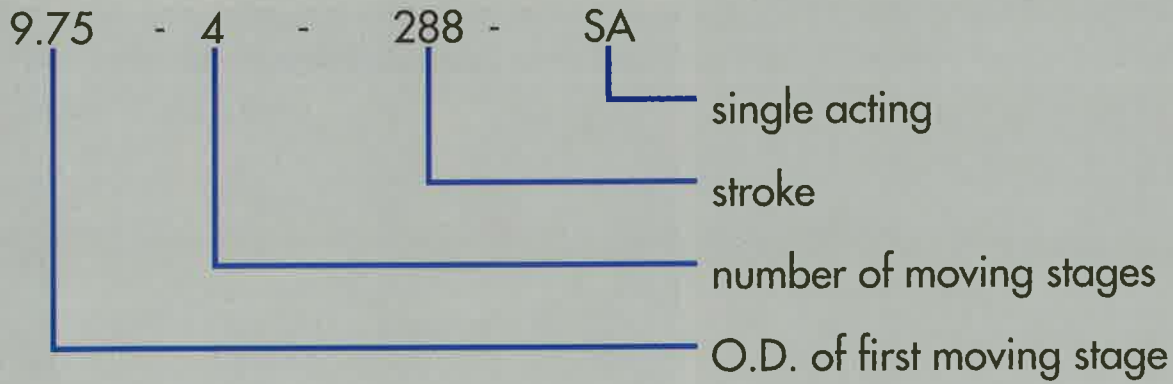 9.75 - 4 - 288 - SA
single acting
stroke
number of moving stages
O.D. of first moving stage